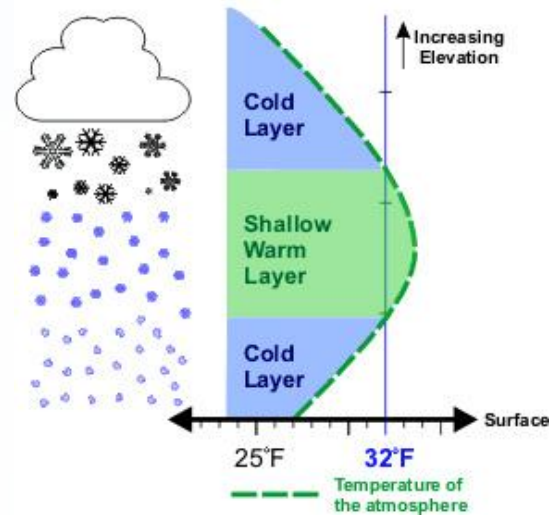 Increasing
Elevation
Cold
Layer
Shallow
Warm
Layer
Cold
Layer
Surface
25°F
32°F
Temperature of
the atmosphere